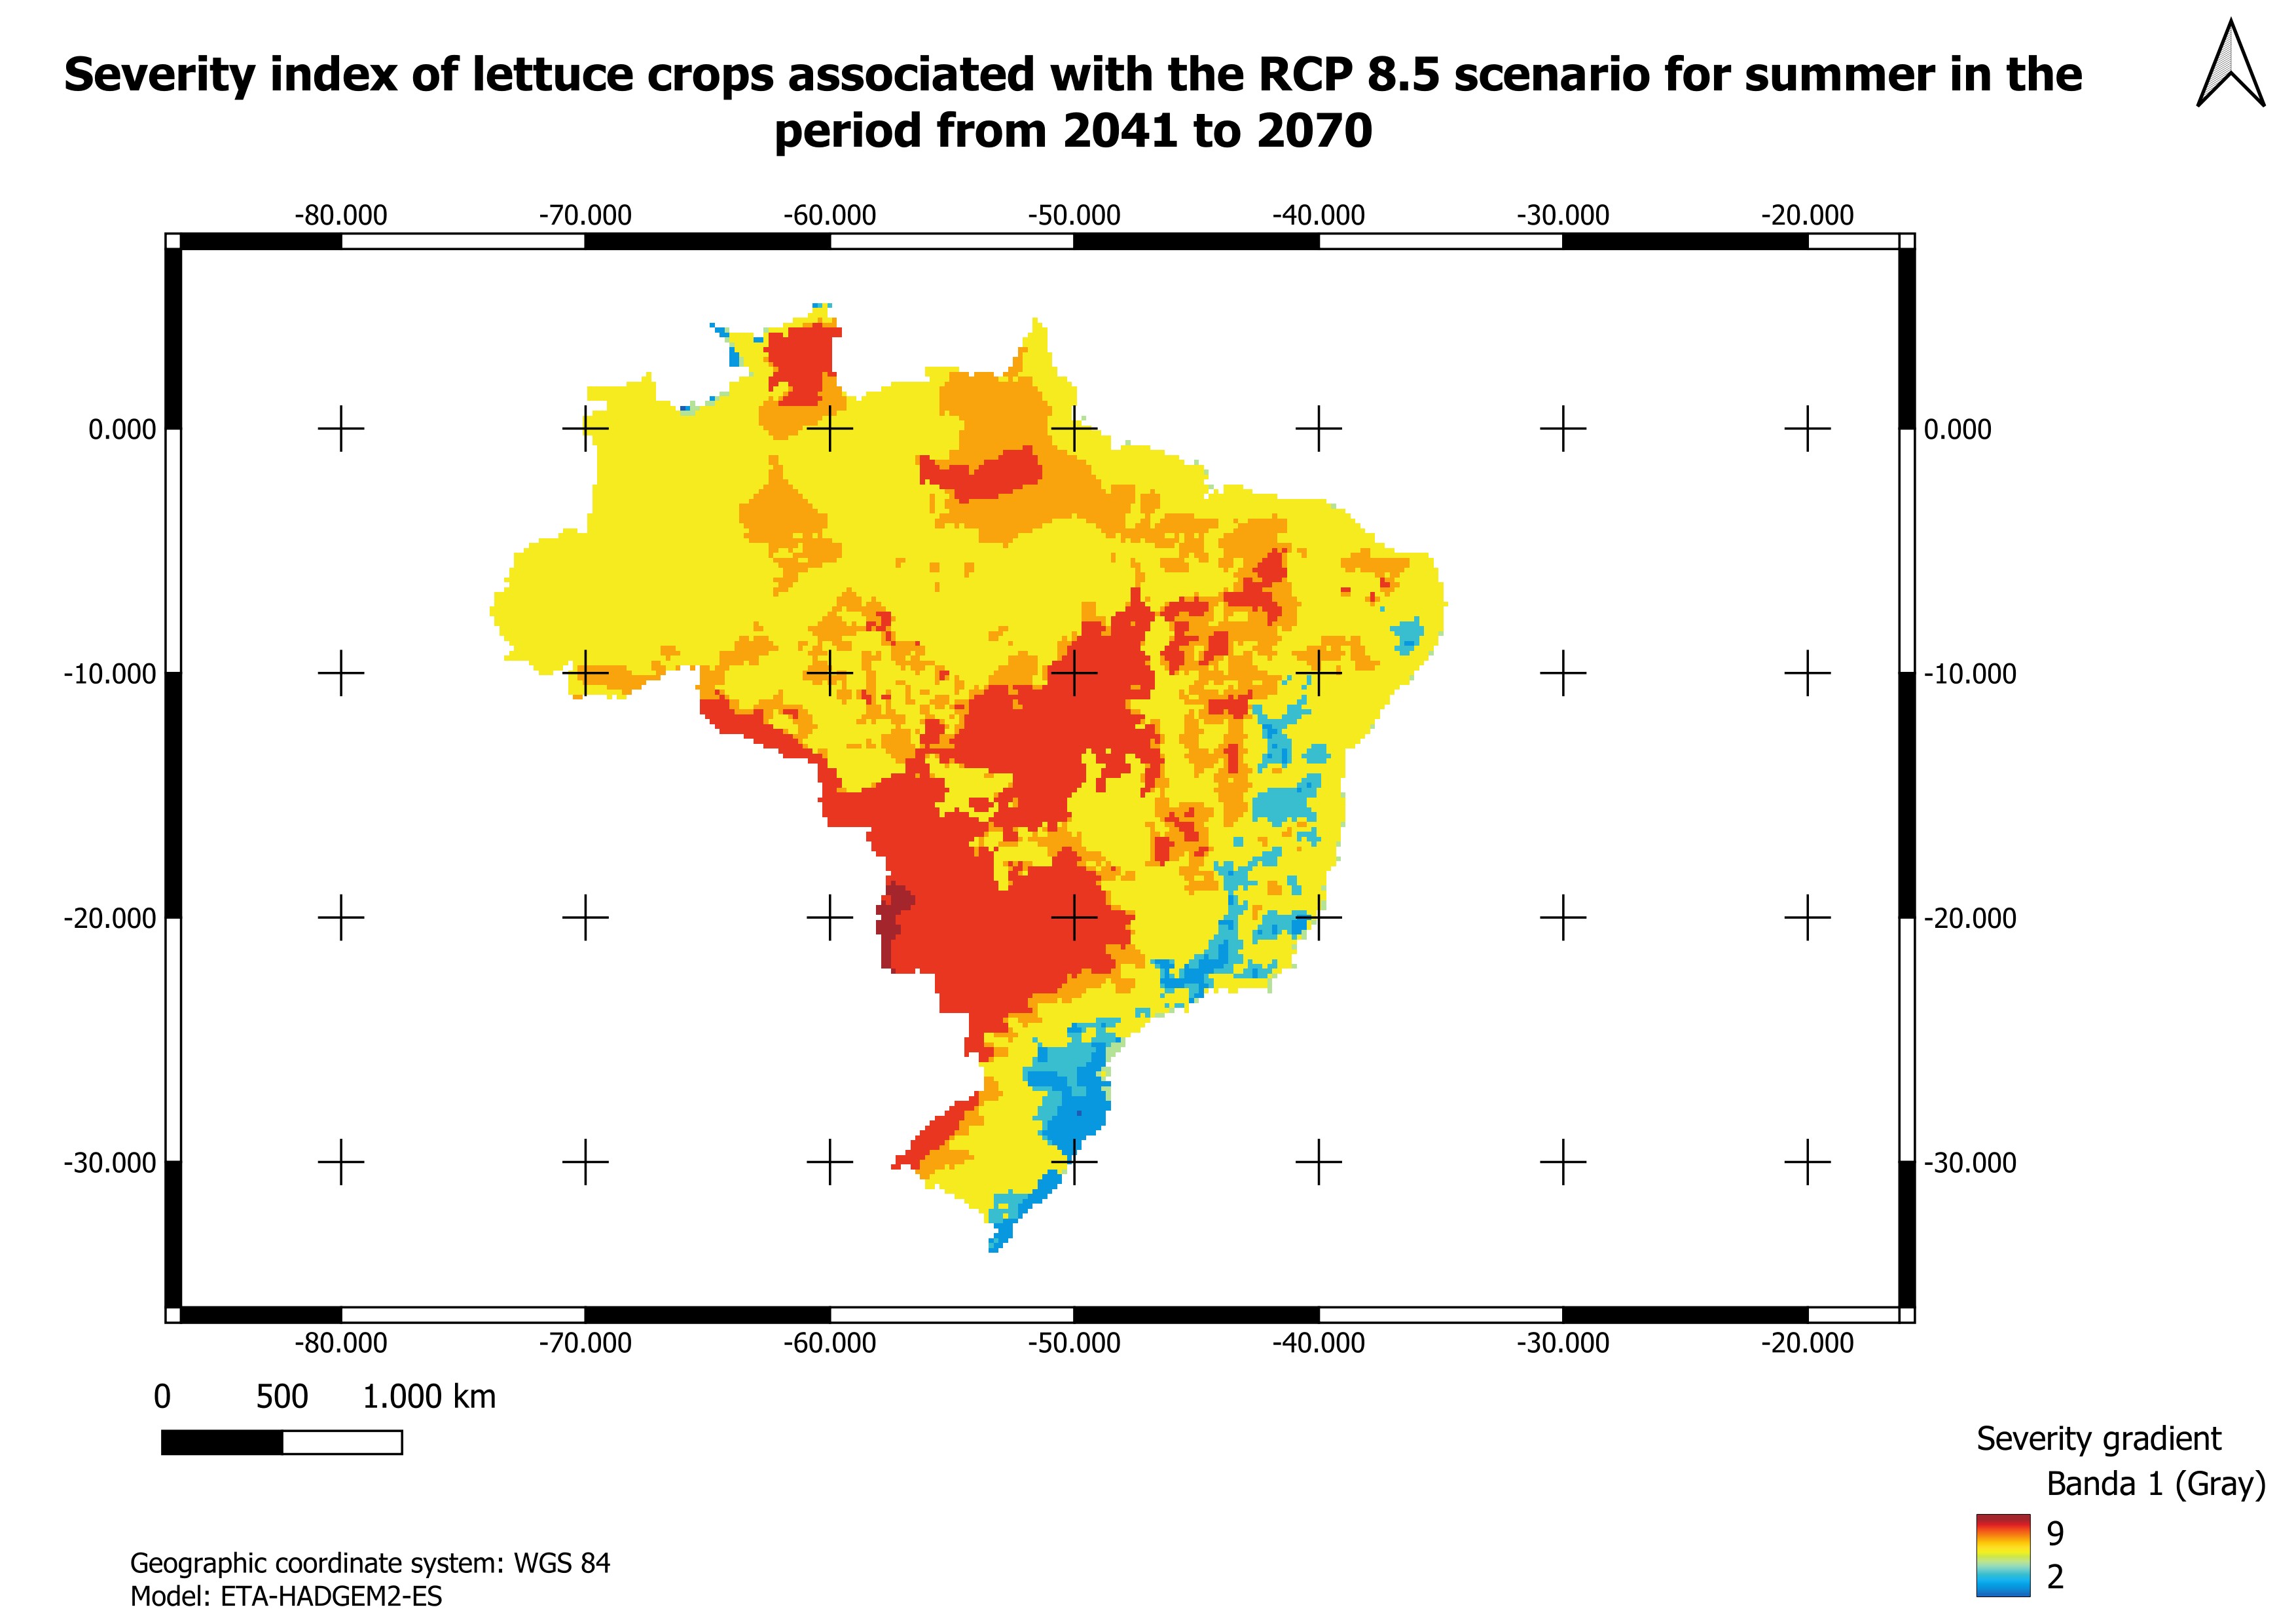 Severity index of lettuce crops associated with the RCP 8.5 scenario for summer in the
period from 2041 to 2070
-80.000 -70.000 -60.000 -50.000 -40.000 -30.000 -20.000
0.000 0.000
-10.000 -10.000
-20.000 -20.000
-30.000 -30.000
-80.000 -70.000 -60.000 -50.000 -40.000 -30.000 -20.000
0 500 1.000 km
Severity gradient
Banda 1 (Gray)
9
2
Geographic coordinate system: WGS 84
Model: ETA-HADGEM2-ES